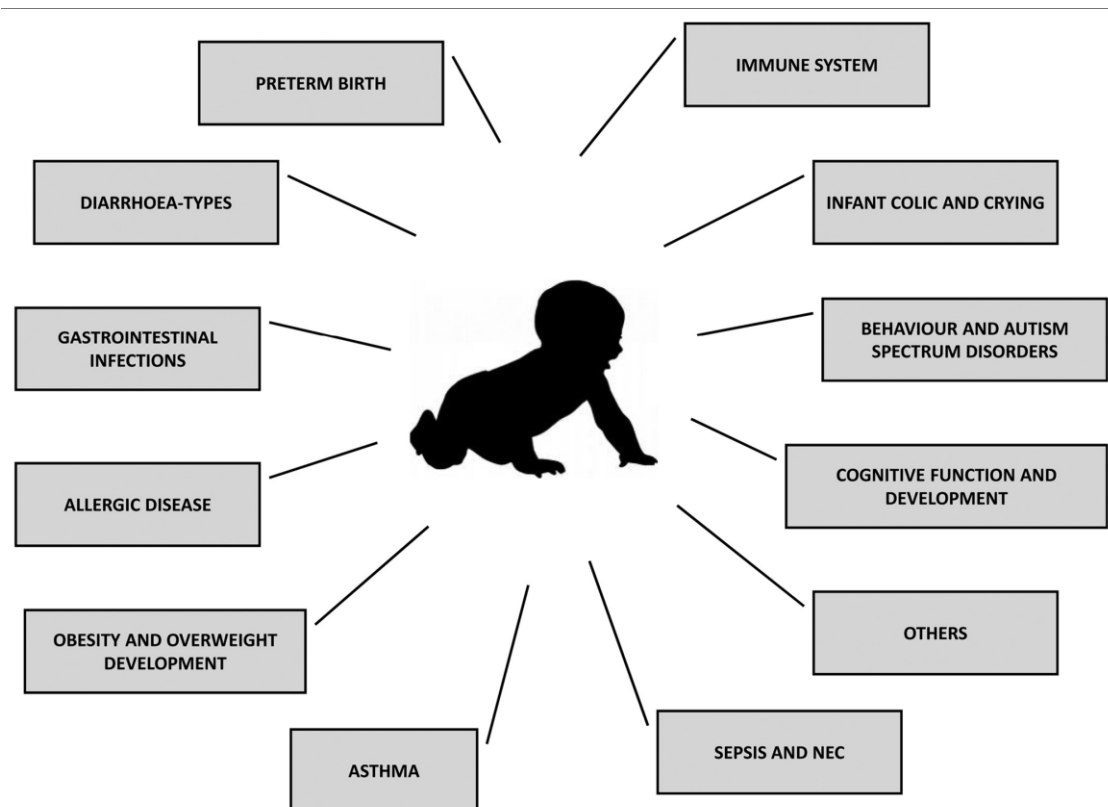 PRETERM BIRTH
IMMUNE SYSTEM
DIARRHOEA-TYPES
INFANT COLIC AND CRYING
GASTROINTESTINAL
INFECTIONS
BEHAVIOUR AND AUTISM
SPECTRUM DISORDERS
ALLERGIC DISEASE
COGNITIVE FUNCTION AND
DEVELOPMENT
OBESITY AND OVERWEIGHT
DEVELOPMENT
OTHERS
ASTHMA
SEPSIS AND NEC